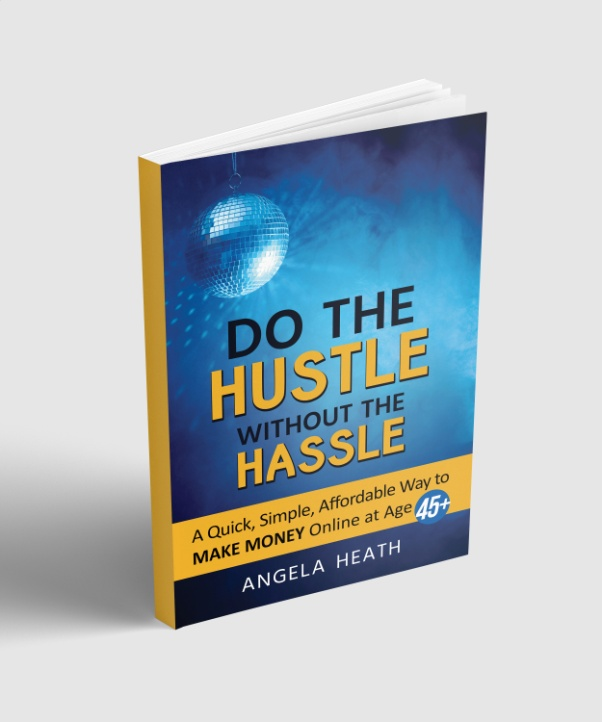 DO THE
HUSTLE
WITHOUT THE
HASSLE
A Quick, Simple, Affordable Way to
MAKE MONEY Online at Age 45+
ANGELA HEATH